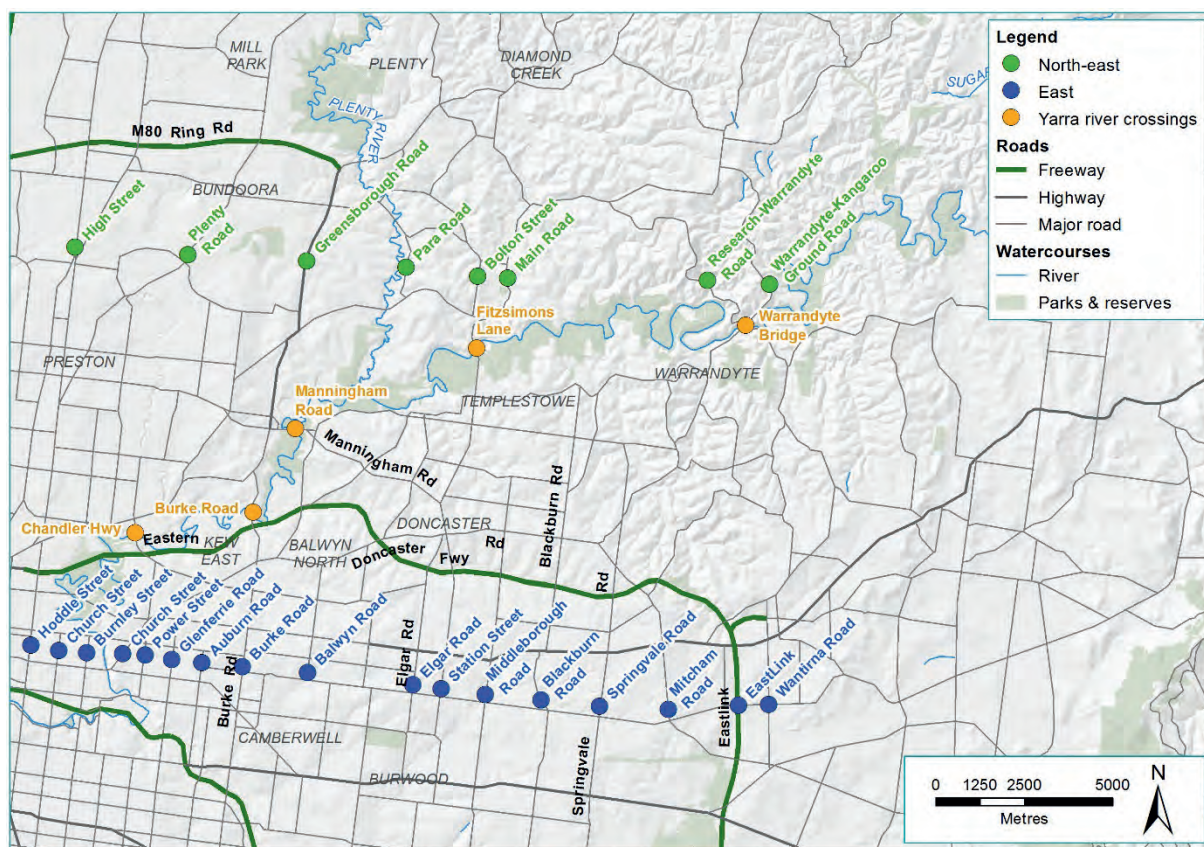 MILL
PARK
PLENTY
DIAMOND
CREEK
SUGAR
PLENTY RIVER
M80 Ring Rd
BUNDOORA
High Street
Plenty
Road
Greensborough Road
Para Road
Bolton Street
Main Road
Research-Warrandyte
Road
Warrandyte-Kangaroo
Ground Road
Fitzsimons
Lane
Warrandyte
Bridge
PRESTON
WARRANDYTE
Manningham
Road
TEMPLESTOWE
Manningham Rd
Blackburn Rd
Burke Road
Chandler Hwy
Eastern
KEW
EAST
BALWYN
NORTH
DONCASTER
Doncaster
Rd
Fwy
Rd
Hoddle Street
Church Street
Burnley Street
Church Street
Power Street
Glenferrie Road
Auburn Road
Burke Road
Balwyn Road
Elgar Road
Station Street
Middleborough
Road
Blackburn
Road
Springvale Road
Mitcham
Road
EastLink
Wantirna Road
Burke Rd
Elgar Rd
Springvale
Eastlink
CAMBERWELL
BURWOOD
Legend
North-east
East
Yarra river crossings
Roads
Freeway
Highway
Major road
Watercourses
River
Parks & reserves
0 1250 2500 5000
Metres
N